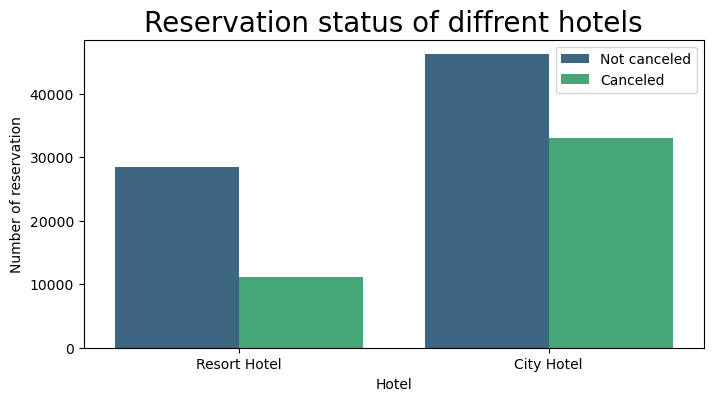 Reservation status of diffrent hotels
Not canceled
Canceled
Number of reservation
40000
30000
20000
10000
0
Resort Hotel
City Hotel
Hotel